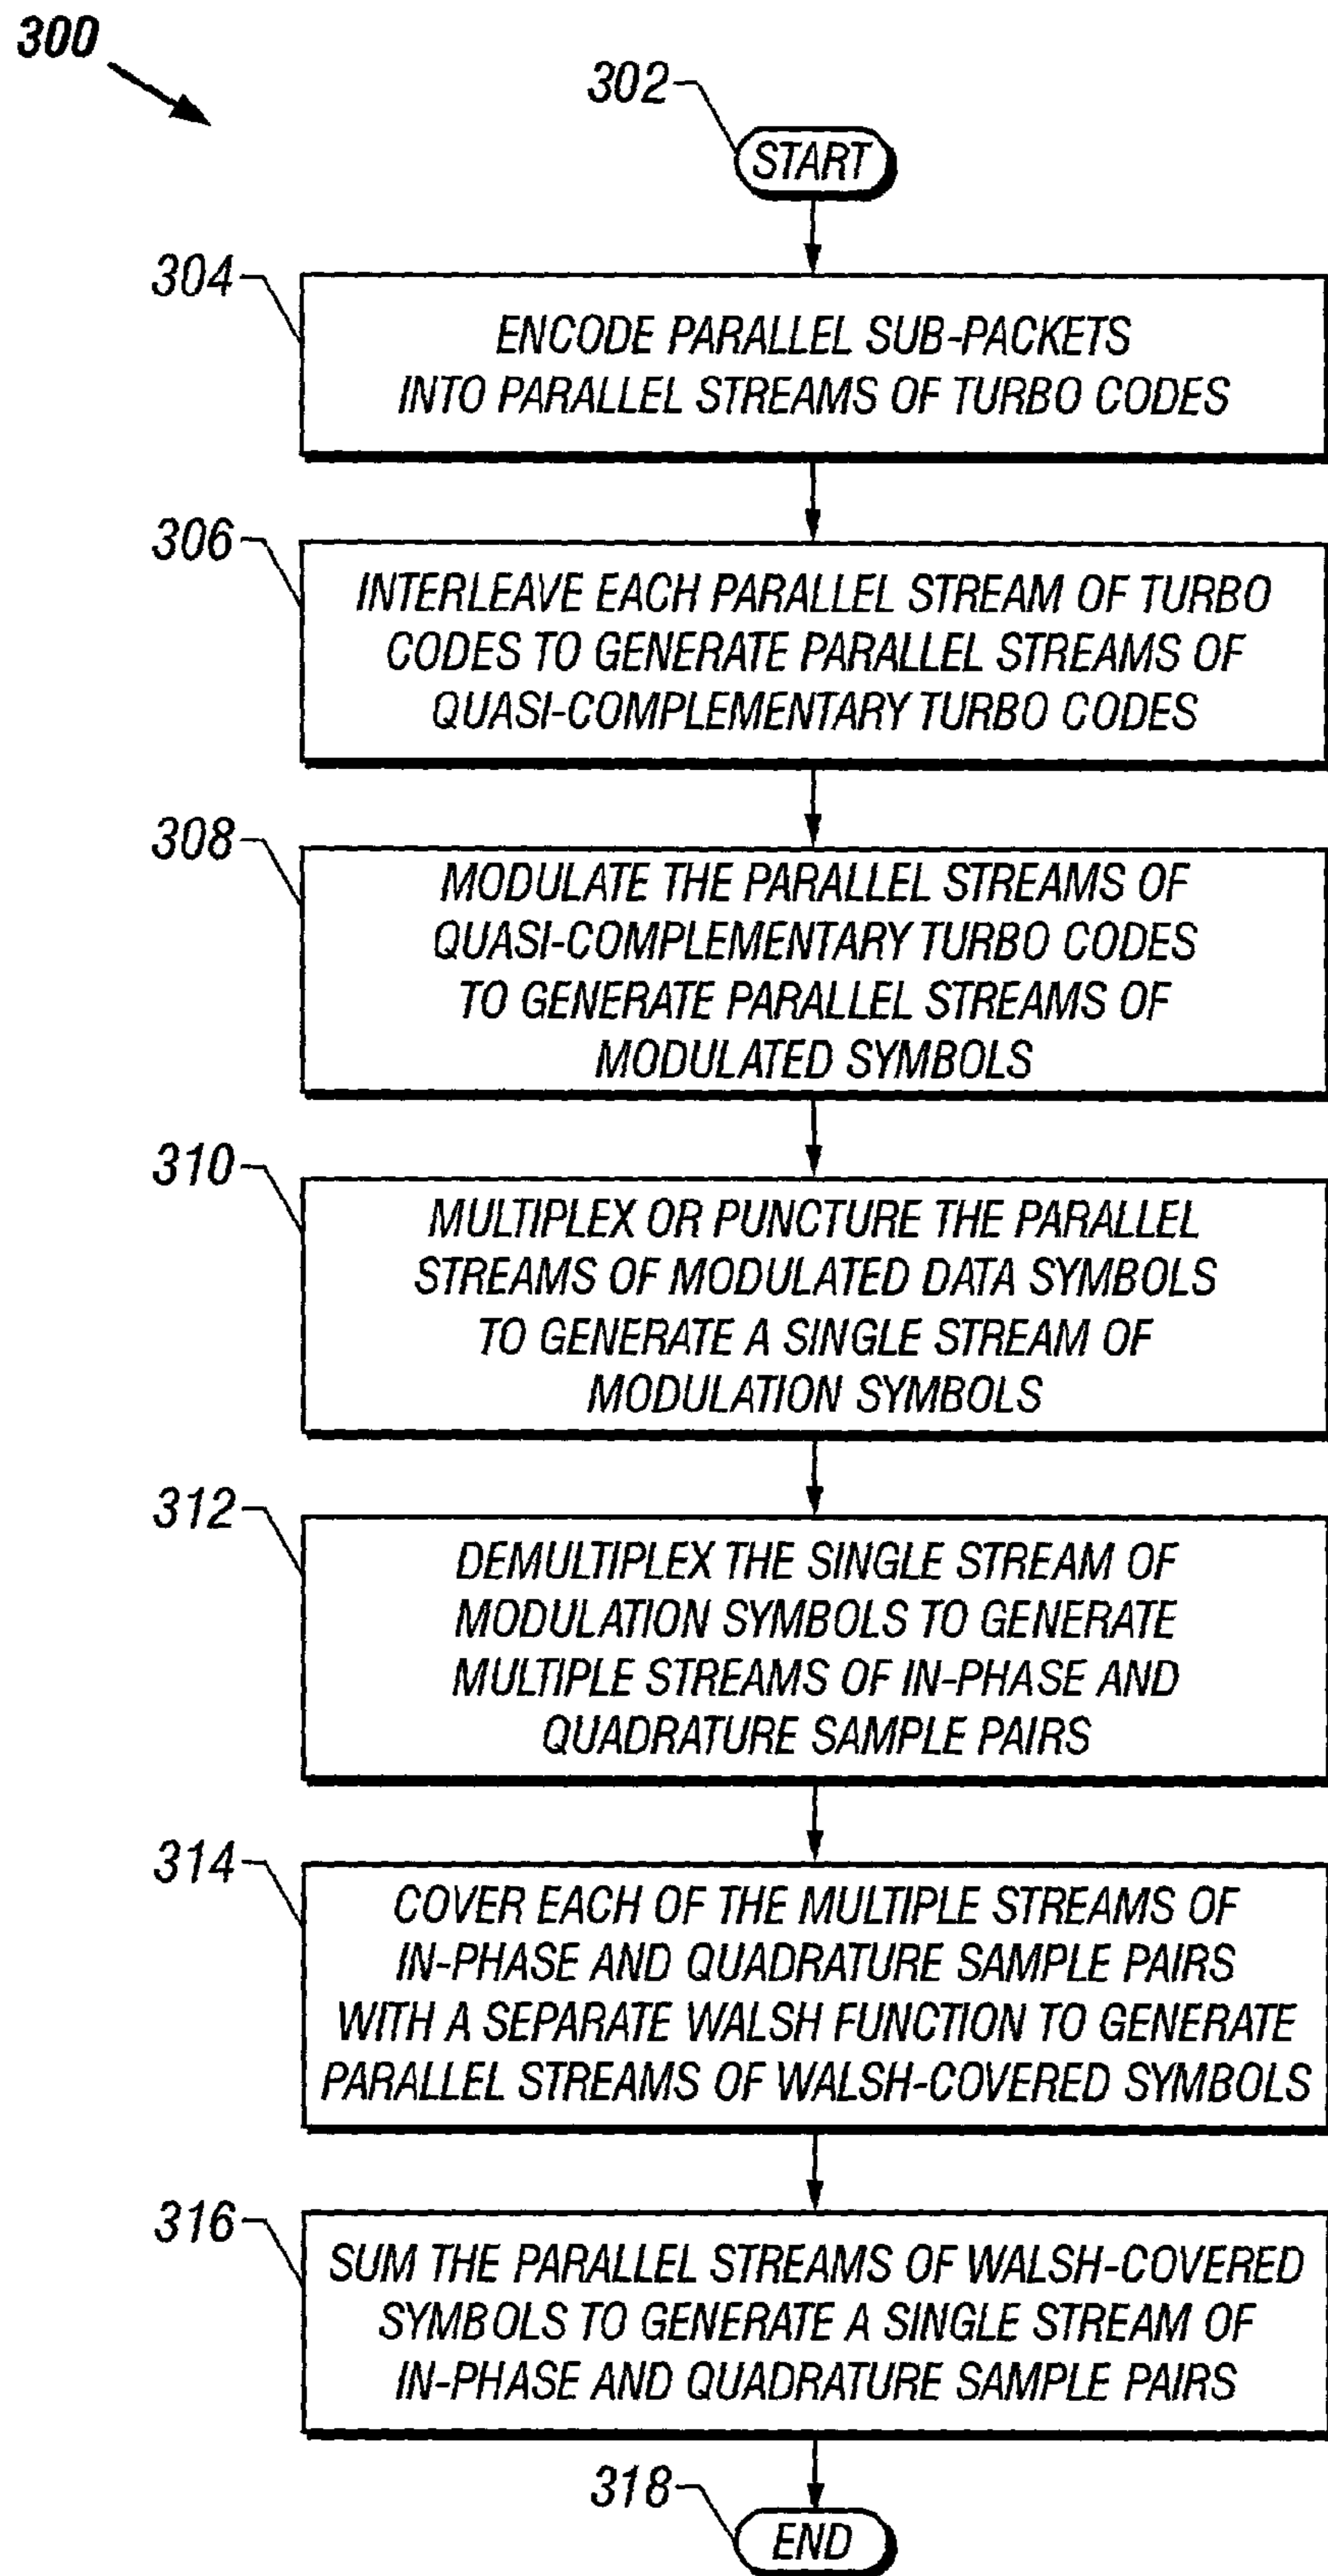 300
302
START
304
ENCODE PARALLEL SUB-PACKETS
INTO PARALLEL STREAMS OF TURBO CODES
306
INTERLEAVE EACH PARALLEL STREAM OF TURBO
CODES TO GENERATE PARALLEL STREAMS OF
QUASI-COMPLEMENTARY TURBO CODES
308
MODULATE THE PARALLEL STREAMS OF
QUASI-COMPLEMENTARY TURBO CODES
TO GENERATE PARALLEL STREAMS OF
MODULATED SYMBOLS
310
MULTIPLEX OR PUNCTURE THE PARALLEL
STREAMS OF MODULATED DATA SYMBOLS
TO GENERATE A SINGLE STREAM OF
MODULATION SYMBOLS
312
DEMULTIPLEX THE SINGLE STREAM OF
MODULATION SYMBOLS TO GENERATE
MULTIPLE STREAMS OF IN-PHASE AND
QUADRATURE SAMPLE PAIRS
314
COVER EACH OF THE MULTIPLE STREAMS OF
IN-PHASE AND QUADRATURE SAMPLE PAIRS
WITH A SEPARATE WALSH FUNCTION TO GENERATE
PARALLEL STREAMS OF WALSH-COVERED SYMBOLS
316
SUM THE PARALLEL STREAMS OF WALSH-COVERED
SYMBOLS TO GENERATE A SINGLE STREAM OF
IN-PHASE AND QUADRATURE SAMPLE PAIRS
318
END